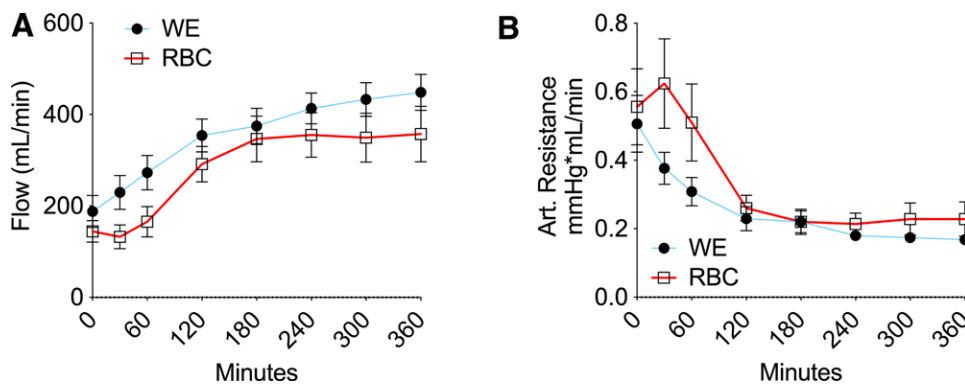 A
Flow (mL/min)
600
400
200
0
WE
RBC
0
60
120
180
240
300
360
Minutes
B
Art. Resistance
mmHg*mL/min
0.8
0.6
0.4
0.2
0.0
WE
RBC
0
60
120
180
240
300
360
Minutes